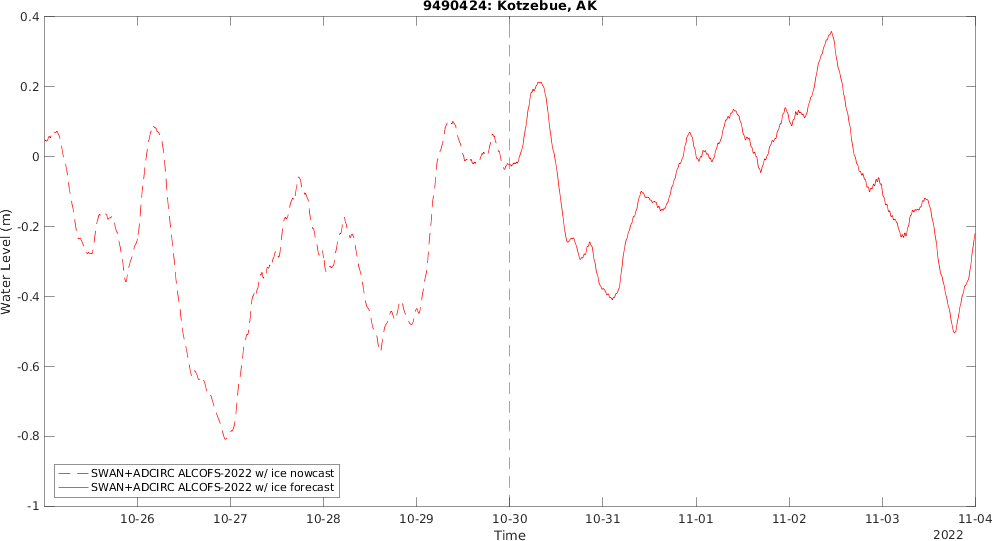 9490424: Kotzebue, AK
0.4
0.2
0
-0.2
-0.4
-0.6
-0.8
-1
Water Level (m)
SWAN+ADCIRC ALCOFS-2022 w/ ice nowcast
SWAN+ADCIRC ALCOFS-2022 w/ ice forecast
10-26 10-27 10-28 10-29 10-30 10-31 11-01 11-02 11-03 11-04
Time
2022